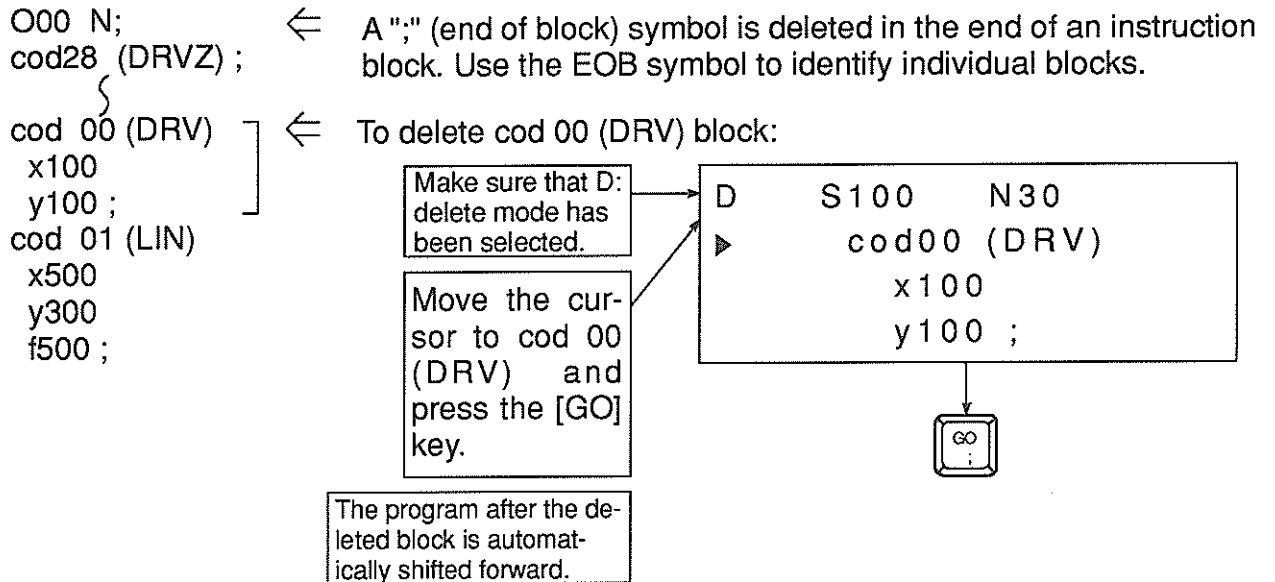 O00 N;
cod28 (DRVZ) ;
⇐ A ";" (end of block) symbol is deleted in the end of an instruction
block. Use the EOB symbol to identify individual blocks.
cod 00 (DRV)
x100
y100 ;
cod 01 (LIN)
x500
y300
f500 ;
⇐ To delete cod 00 (DRV) block:
Make sure that D:
delete mode has
been selected.
Move the cur-
sor to cod 00
(DRV) and
press the [GO]
key.
The program after the de-
leted block is automat-
ically shifted forward.
D S100 N30
cod00 (DRV)
x100
y100 ;
GO
;